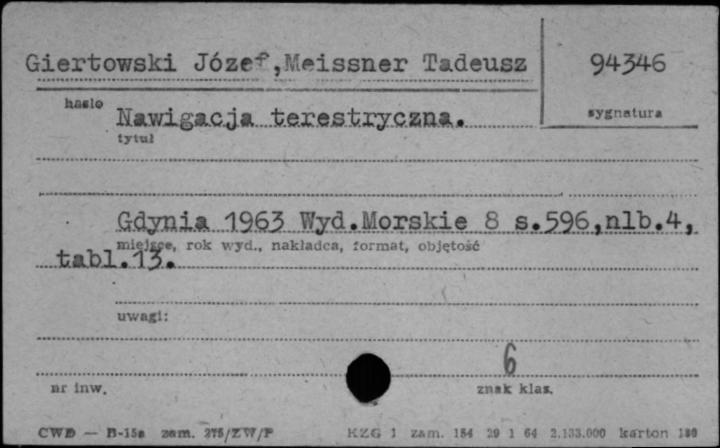 Giertowski Józef,Meissner Tadeusz 94346
hasło sygnatura
Nawigacja terestryczna.
tytuł
Gdynia 1963 Wyd.Morskie 8 s.596,nlb.4,
miejsce, rok wyd., nakładca, format, objętość
tabl.13.
uwagi:
6
nr inw. znak klas.
CWD — B-15a zam. 275/ZW/P KZG 1 zam. 184 29 1 64 2.133.000 karton